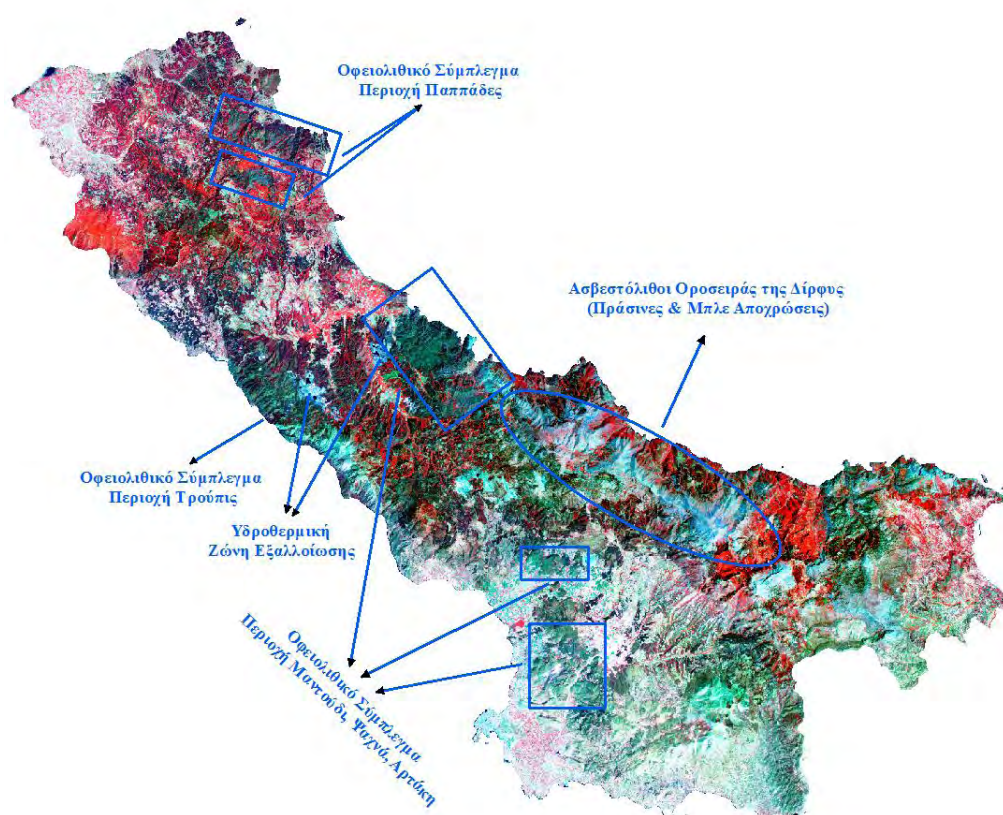 Οφειολιθικό Σύμπλεγμα
Περιοχή Παππάδες
Ασβεστόλιθοι Οροσειράς της Δίρφυς
(Πράσινες & Μπλε Αποχρώσεις)
Οφειολιθικό Σύμπλεγμα
Περιοχή Τρούπις
Υδροθερμική
Ζώνη Εξαλλοίωσης
Οφειολιθικό Σύμπλεγμα
Περιοχή Μαντούδι, Ψαχνά, Αρτάκη